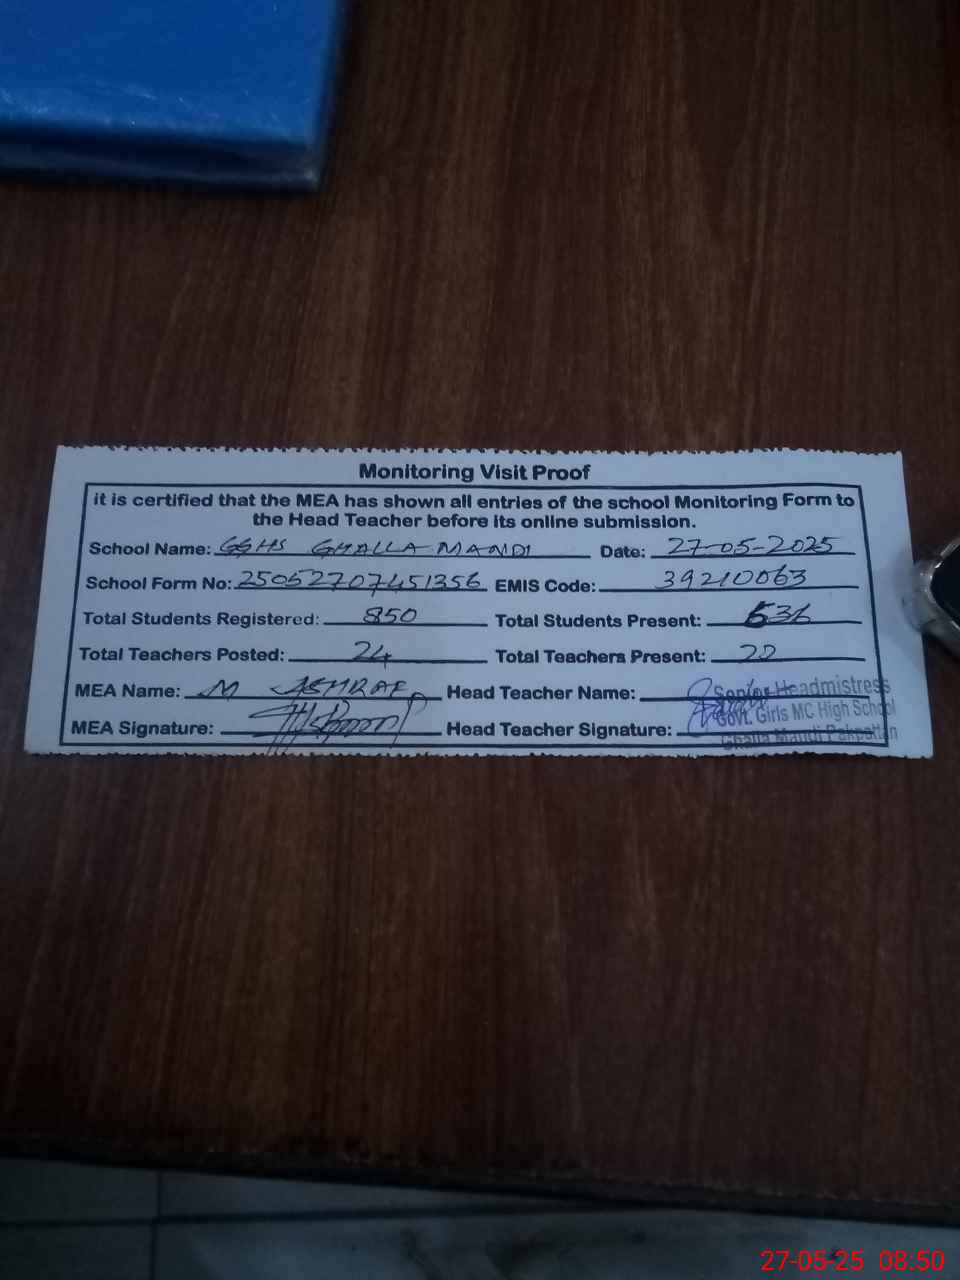 Monitoring Visit Proof
it is certified that the MEA has shown all entries of the school Monitoring Form to
the Head Teacher before its online submission.
School Name: GGHS GHALLA MANDI Date: 27-05-2025
School Form No: 25052707451356 EMIS Code: 39210063
Total Students Registered: 850 Total Students Present:
Total Teachers Posted: 24 Total Teachers Present: 20
MEA Name: M ASHRAF Head Teacher Name: Senior Headmistress
MEA Signature: Head Teacher Signature: Govt. Girls MC High School
Ghalla Mandi Pakpattan
27-05-25 08:50